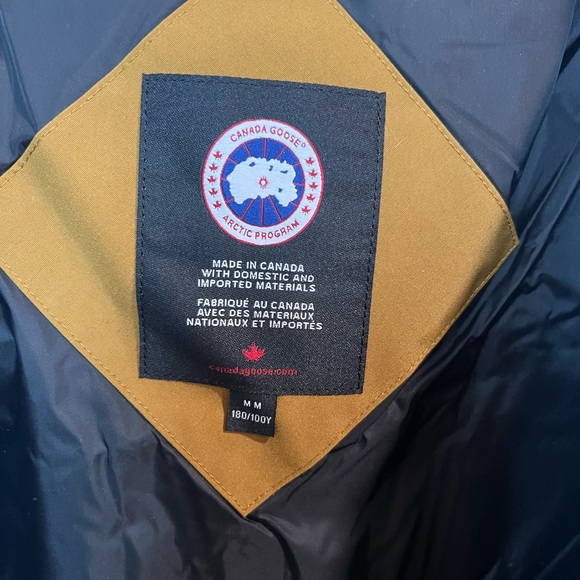 CANADA GOOSE®
ARCTIC PROGRAM
MADE IN CANADA
WITH DOMESTIC AND
IMPORTED MATERIALS
FABRIQUÉ AU CANADA
AVEC DES MATERIAUX
NATIONAUX ET IMPORTÉS
canadagoose.com
M M
180/100Y